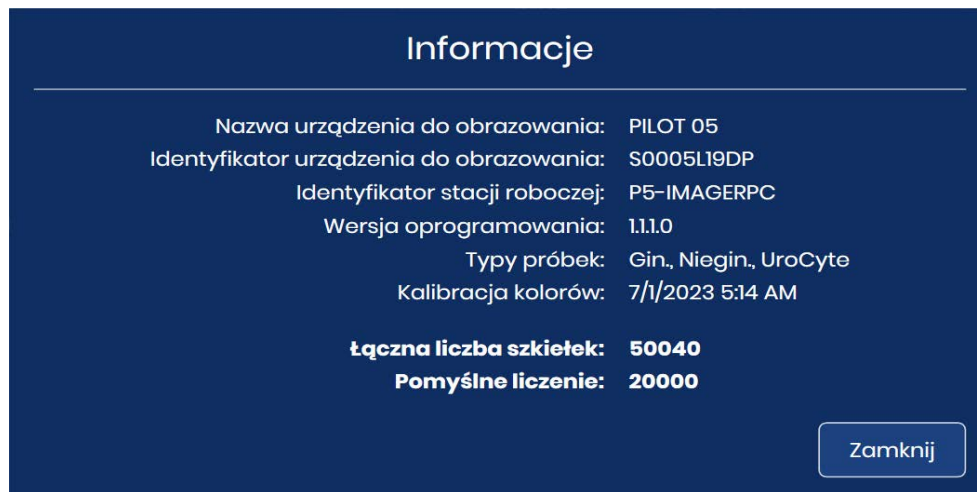 Informacje
Nazwa urządzenia do obrazowania: PILOT 05
Identyfikator urządzenia do obrazowania: S0005L19DP
Identyfikator stacji roboczej: P5-IMAGERPC
Wersja oprogramowania: 1.1.1.0
Typy próbek: Gin., Niegin., UroCyte
Kalibracja kolorów: 7/1/2023 5:14 AM
Łączna liczba szkiełek: 50040
Pomyślne liczenie: 20000
Zamknij